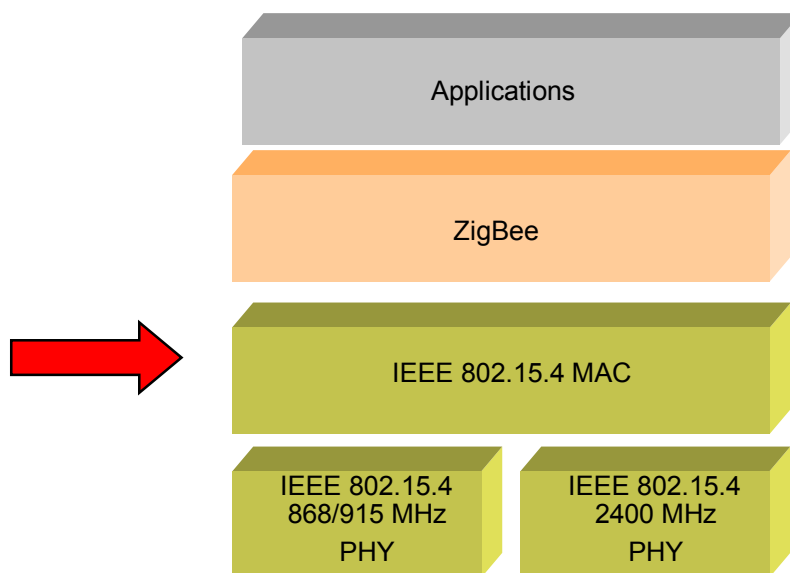 Applications
ZigBee
IEEE 802.15.4 MAC
IEEE 802.15.4
868/915 MHz
PHY
IEEE 802.15.4
2400 MHz
PHY